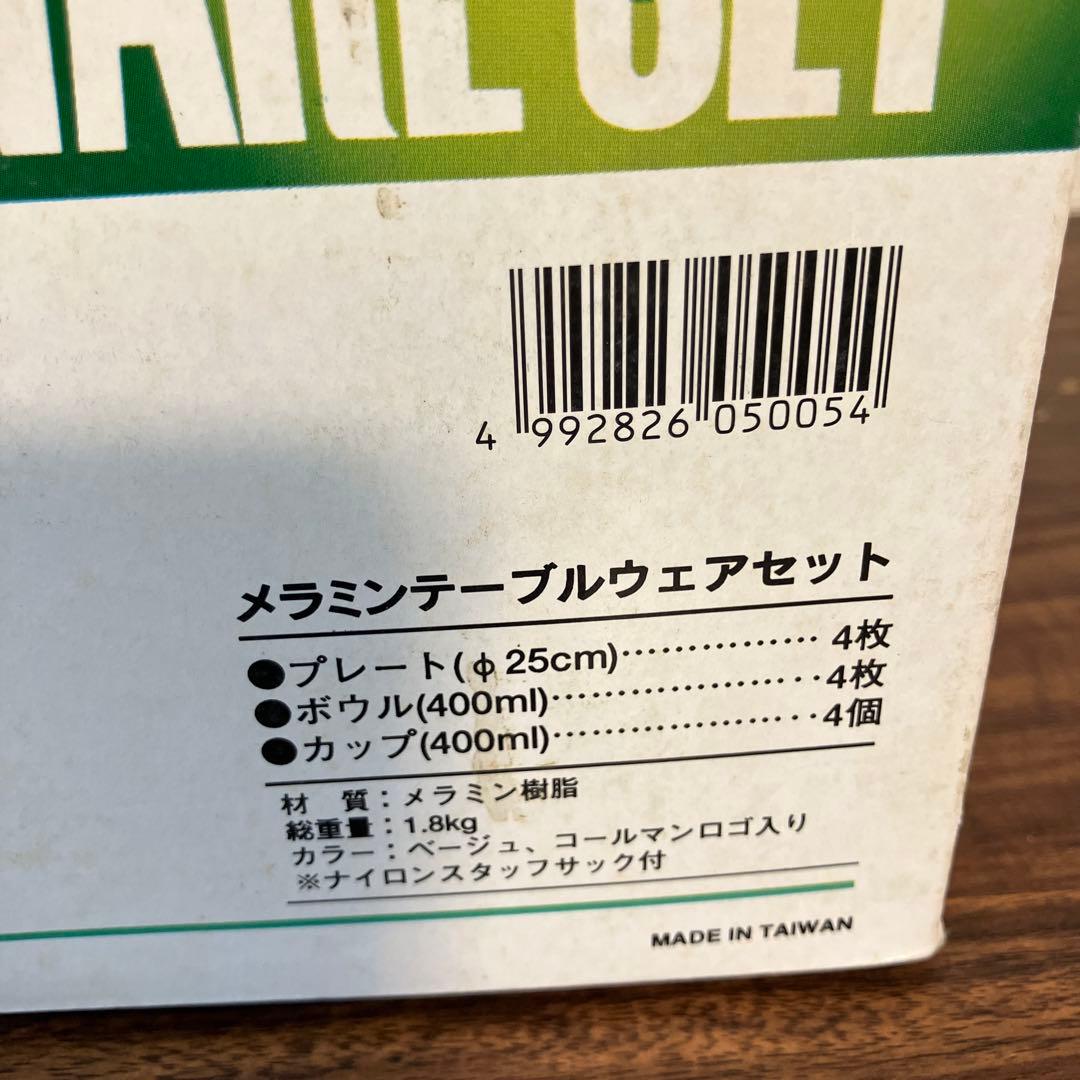 WARE SET
4 992826 050054
メラミンテーブルウェアセット
●プレート(φ25cm)……………… 4枚
●ボウル(400ml)……………………4枚
●カップ(400ml)……………………4個
材　質：メラミン樹脂
総重量：1.8kg
カラー：ベージュ、コールマンロゴ入り
※ナイロンスタッフサック付
MADE IN TAIWAN